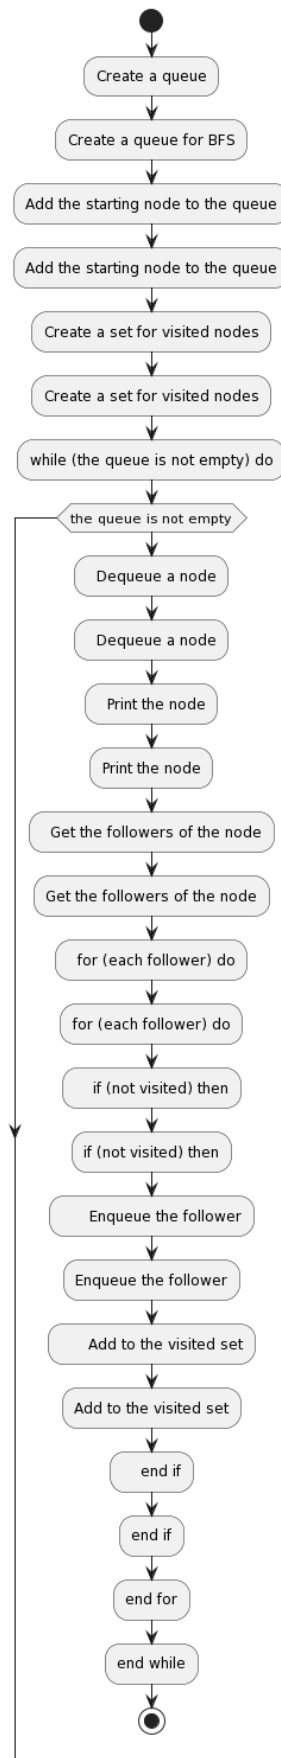 Create a queue
Create a queue for BFS
Add the starting node to the queue
Add the starting node to the queue
Create a set for visited nodes
Create a set for visited nodes
while (the queue is not empty) do
the queue is not empty
Dequeue a node
Dequeue a node
Print the node
Print the node
Get the followers of the node
Get the followers of the node
for (each follower) do
for (each follower) do
if (not visited) then
if (not visited) then
Enqueue the follower
Enqueue the follower
Add to the visited set
Add to the visited set
end if
end if
end for
end while